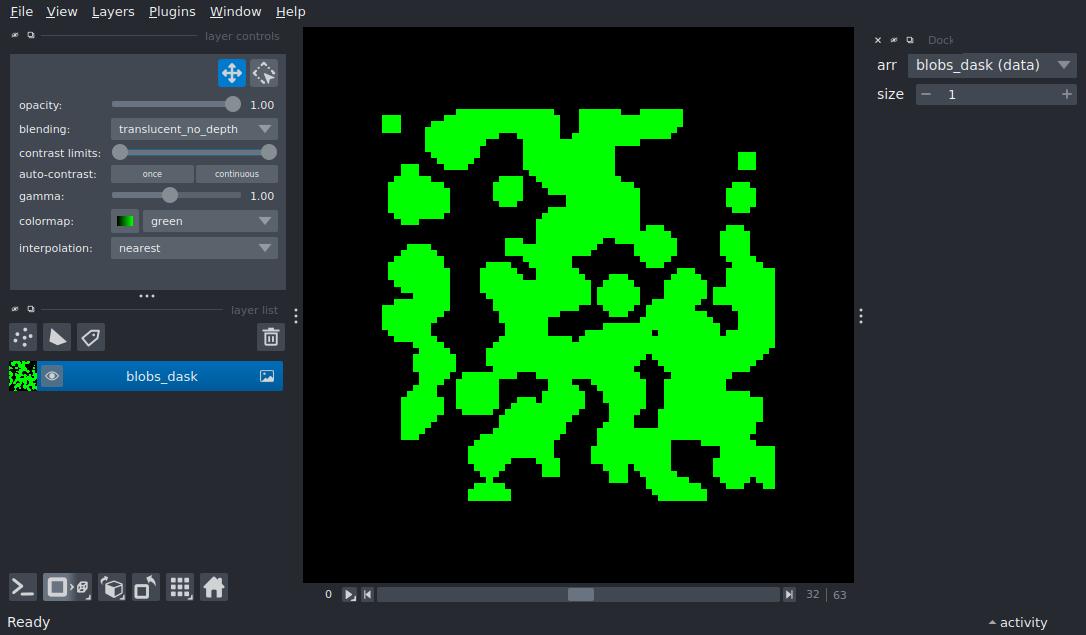 File View Layers Plugins Window Help
layer controls
opacity: 1.00
blending: translucent_no_depth
contrast limits:
auto-contrast: once continuous
gamma: 1.00
colormap: green
interpolation: nearest
layer list
blobs_dask
Dock
arr blobs_dask (data)
size 1
0 32 63
Ready activity